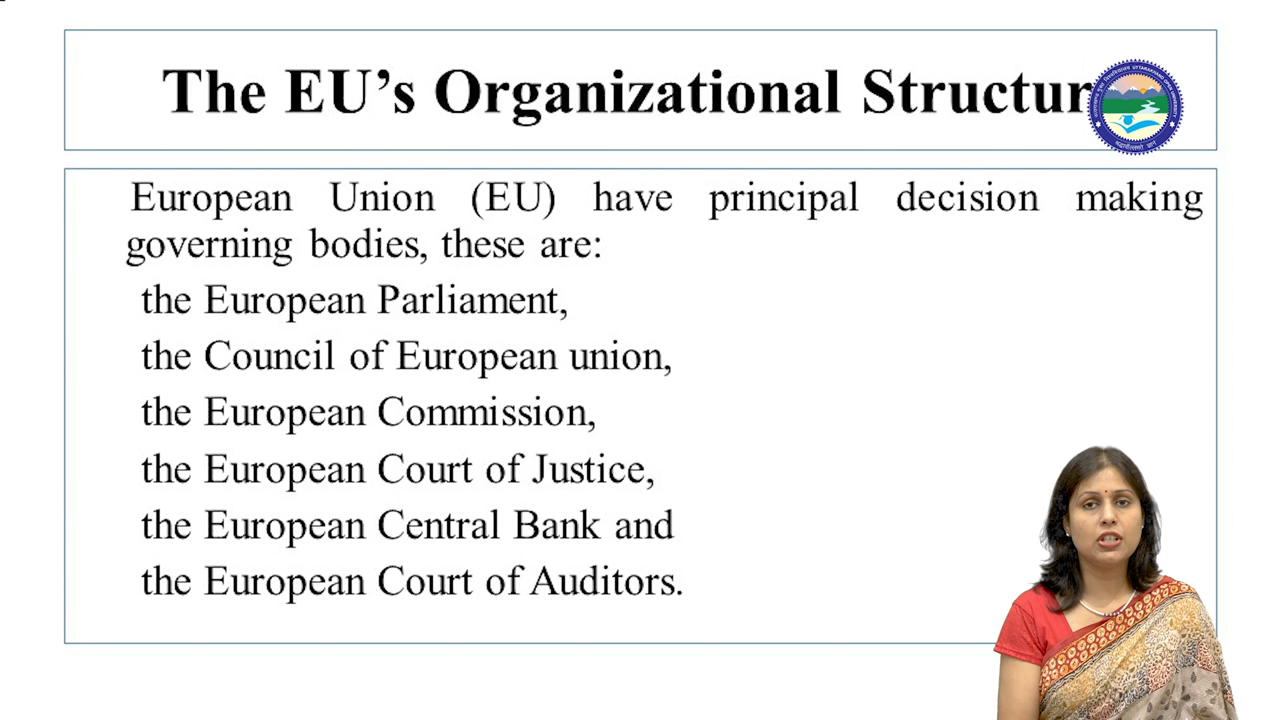 The EU's Organizational Structur
European Union (EU) have principal decision making
governing bodies, these are:
the European Parliament,
the Council of European union,
the European Commission,
the European Court of Justice,
the European Central Bank and
the European Court of Auditors.